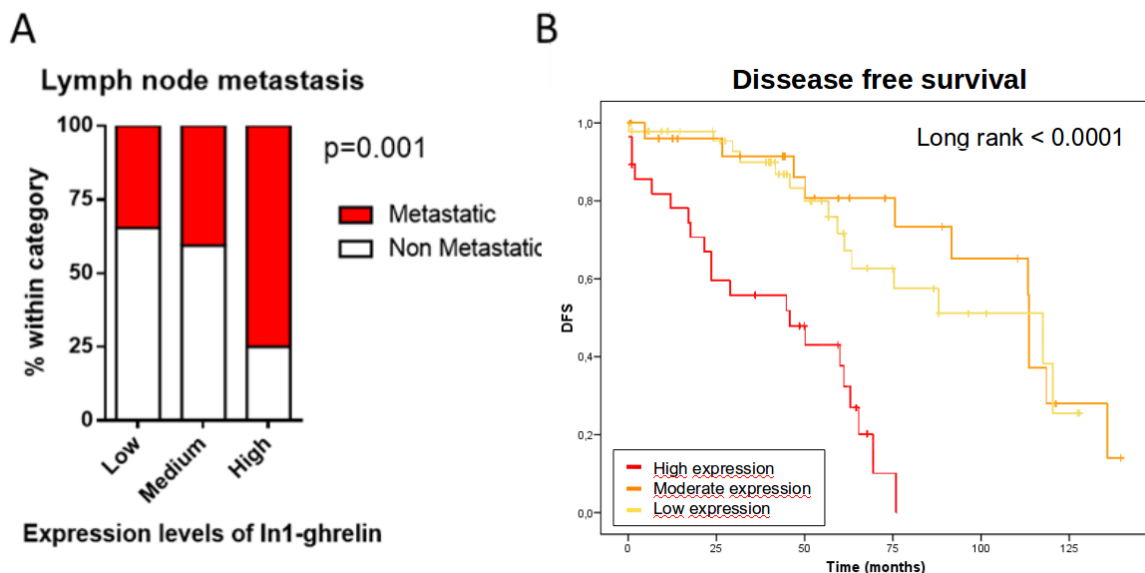 A
Lymph node metastasis
100
75
50
25
0
% within category
p=0.001
Metastatic
Non Metastatic
Low
Medium
High
Expression levels of In1-ghrelin
B
Dissease free survival
Long rank < 0.0001
1,0
0,8
0,6
0,4
0,2
0,0
DFS
High expression
Moderate expression
Low expression
0 25 50 75 100 125
Time (months)